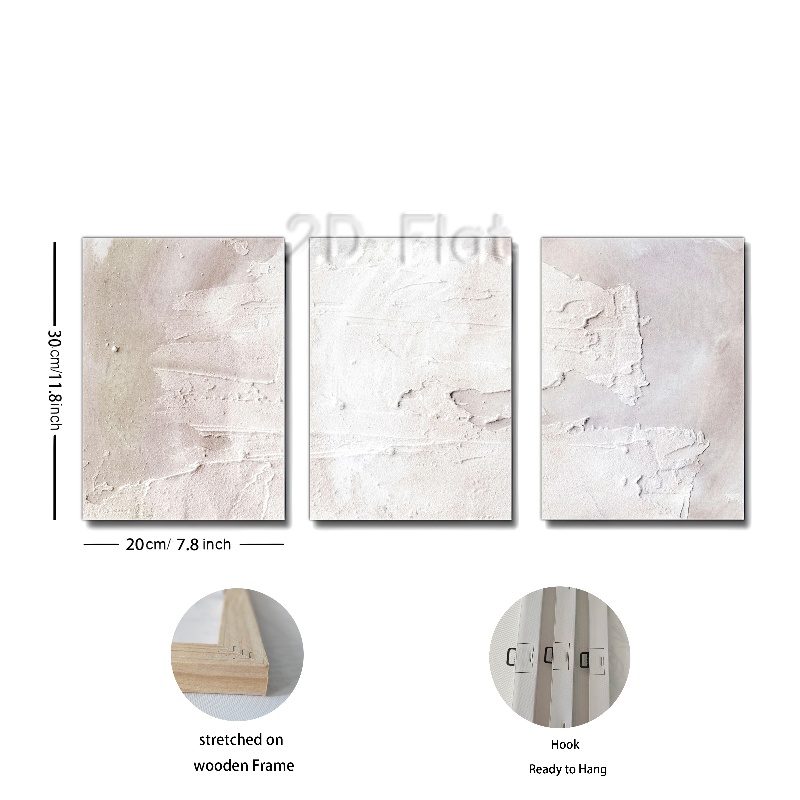 2D Flat
30cm/11.8inch
20cm/ 7.8 inch
stretched on
wooden Frame
Hook
Ready to Hang